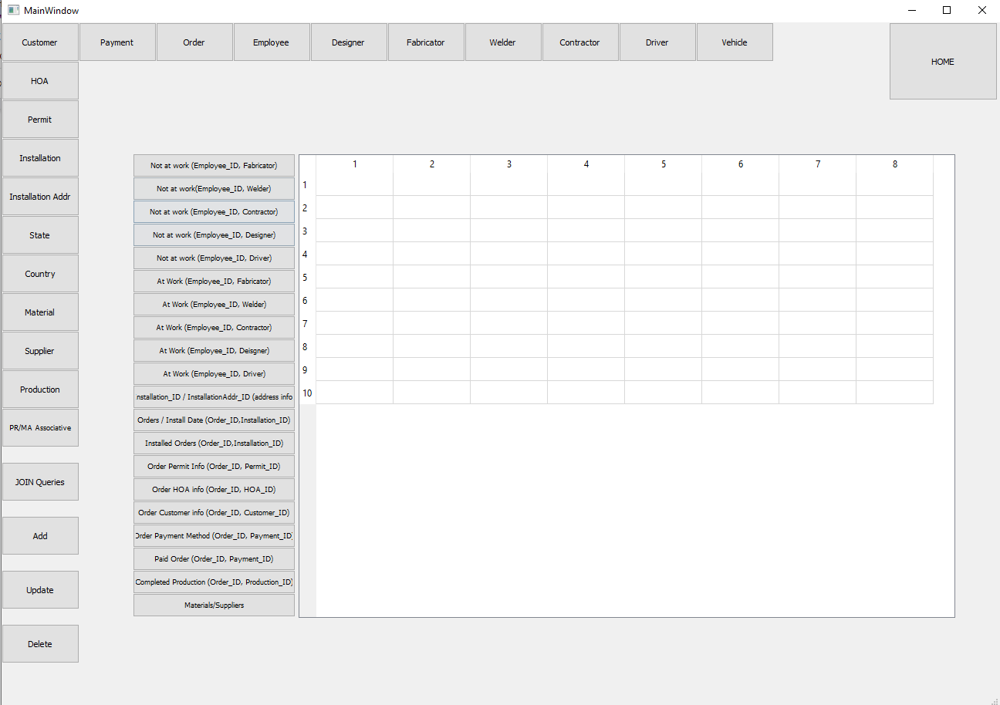 MainWindow
Customer
Payment
Order
Employee
Designer
Fabricator
Welder
Contractor
Driver
Vehicle
HOME
HOA
Permit
Installation
Installation Addr
State
Country
Material
Supplier
Production
PR/MA Associative
JOIN Queries
Add
Update
Delete
Not at work (Employee_ID, Fabricator)
Not at work(Employee_ID, Welder)
Not at work (Employee_ID, Contractor)
Not at work (Employee_ID, Designer)
Not at work (Employee_ID, Driver)
At Work (Employee_ID, Fabricator)
At Work (Employee_ID, Welder)
At Work (Employee_ID, Contractor)
At Work (Employee_ID, Deisgner)
At Work (Employee_ID, Driver)
nstallation_ID / InstallationAddr_ID (address info
Orders / Install Date (Order_ID,Installation_ID)
Installed Orders (Order_ID,Installation_ID)
Order Permit Info (Order_ID, Permit_ID)
Order HOA info (Order_ID, HOA_ID)
Order Customer info (Order_ID, Customer_ID)
Order Payment Method (Order_ID, Payment_ID)
Paid Order (Order_ID, Payment_ID)
Completed Production (Order_ID, Production_ID)
Materials/Suppliers
1 2 3 4 5 6 7 8
1
2
3
4
5
6
7
8
9
10